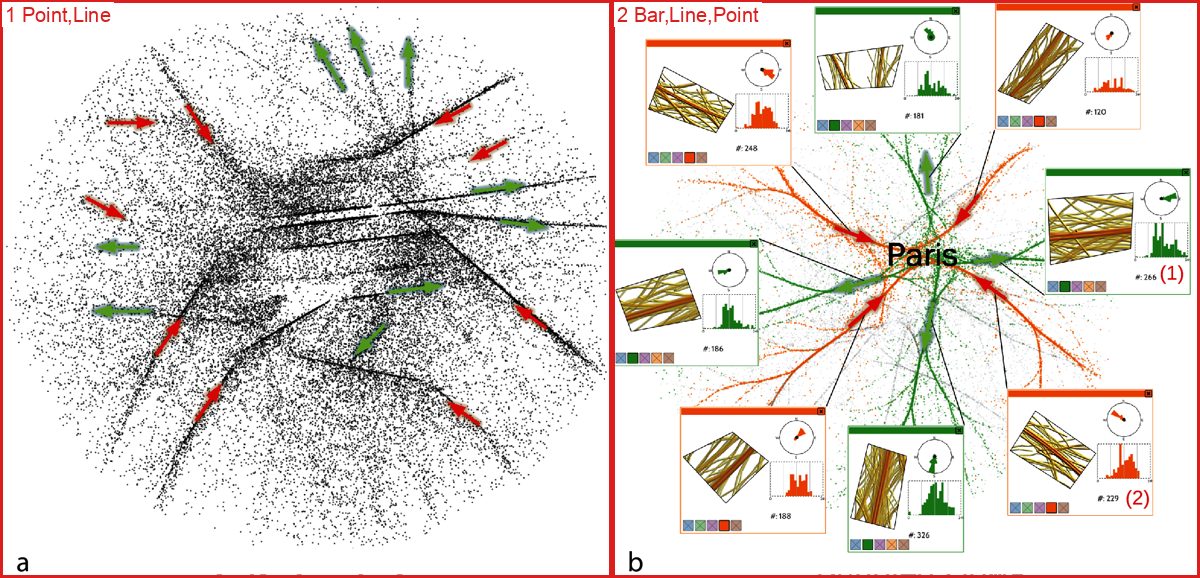 1 Point,Line
a
2 Bar,Line,Point
#: 248
#: 181
#: 120
Paris
#: 266
(1)
#: 186
#: 188
#: 326
#: 229
(2)
b